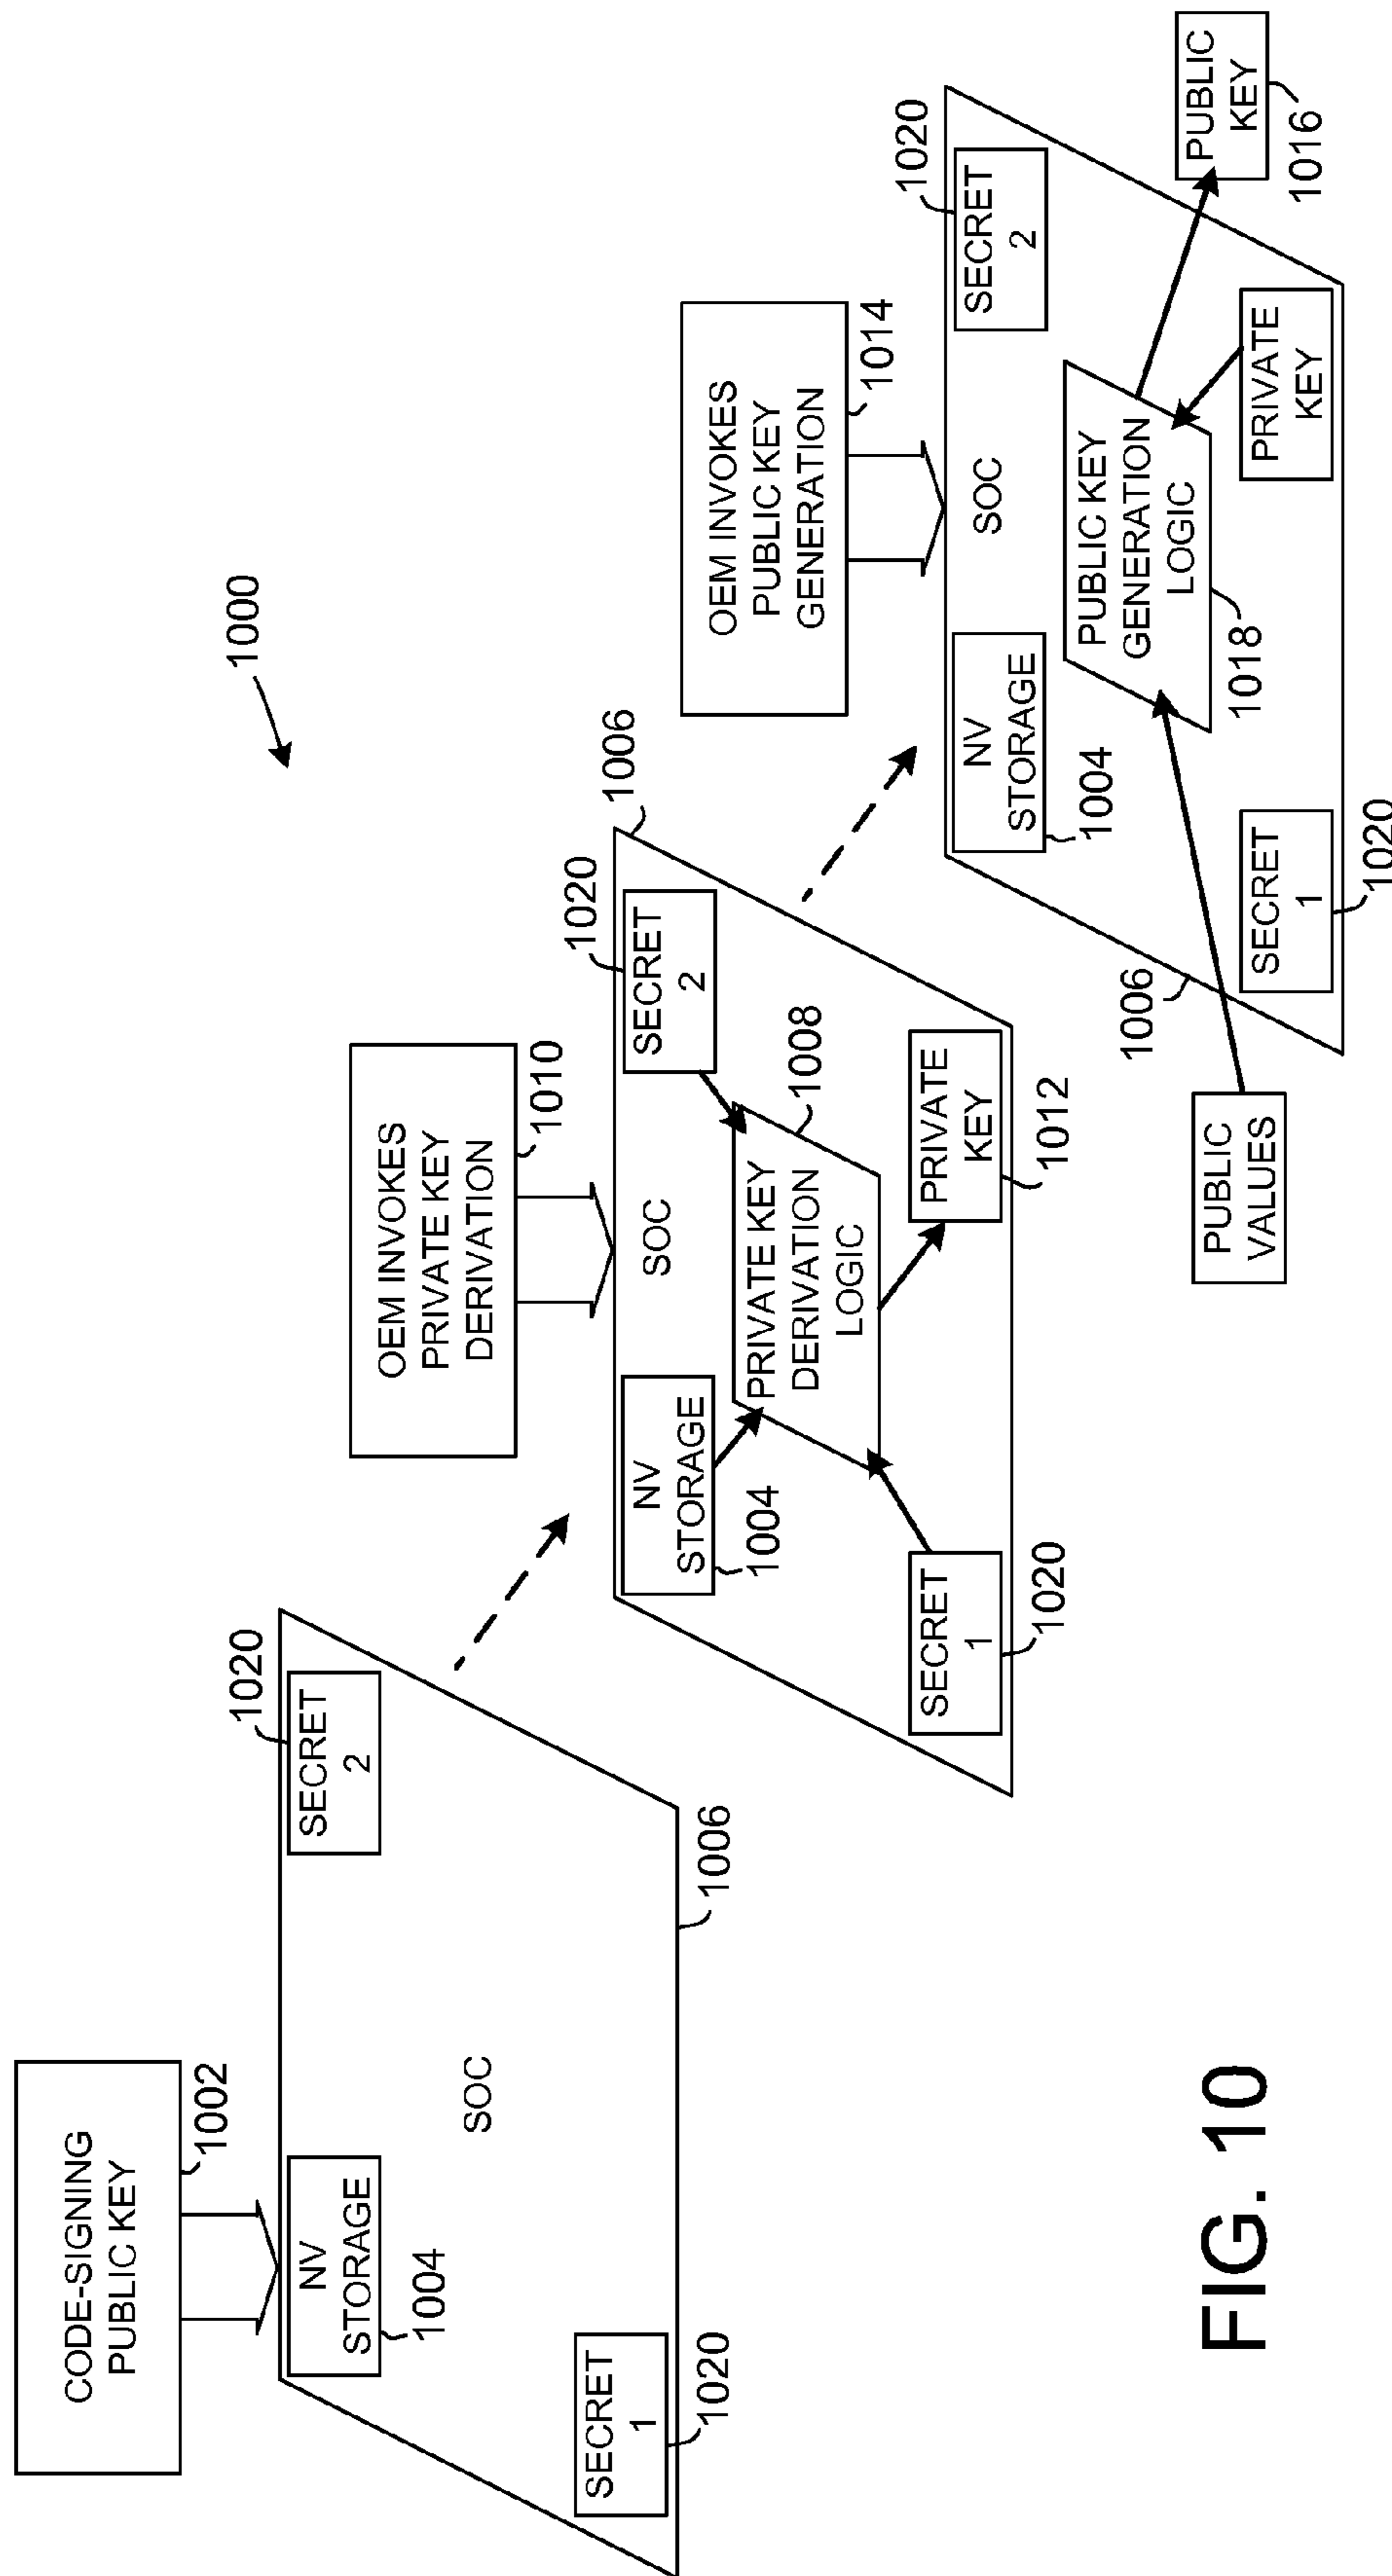 1000
CODE-SIGNING
PUBLIC KEY
1002
NV
STORAGE
1004
SECRET
2
1020
SOC
SECRET
1
1020
1006
OEM INVOKES
PRIVATE KEY
DERIVATION
1010
1006
NV
STORAGE
1004
SOC
SECRET
2
1020
PRIVATE KEY
DERIVATION
LOGIC
1008
SECRET
1
1020
PRIVATE
KEY
1012
OEM INVOKES
PUBLIC KEY
GENERATION
1014
NV
STORAGE
1004
SOC
SECRET
2
1020
PUBLIC KEY
GENERATION
LOGIC
1018
1006
SECRET
1
1020
PRIVATE
KEY
PUBLIC
VALUES
PUBLIC
KEY
1016
FIG. 10